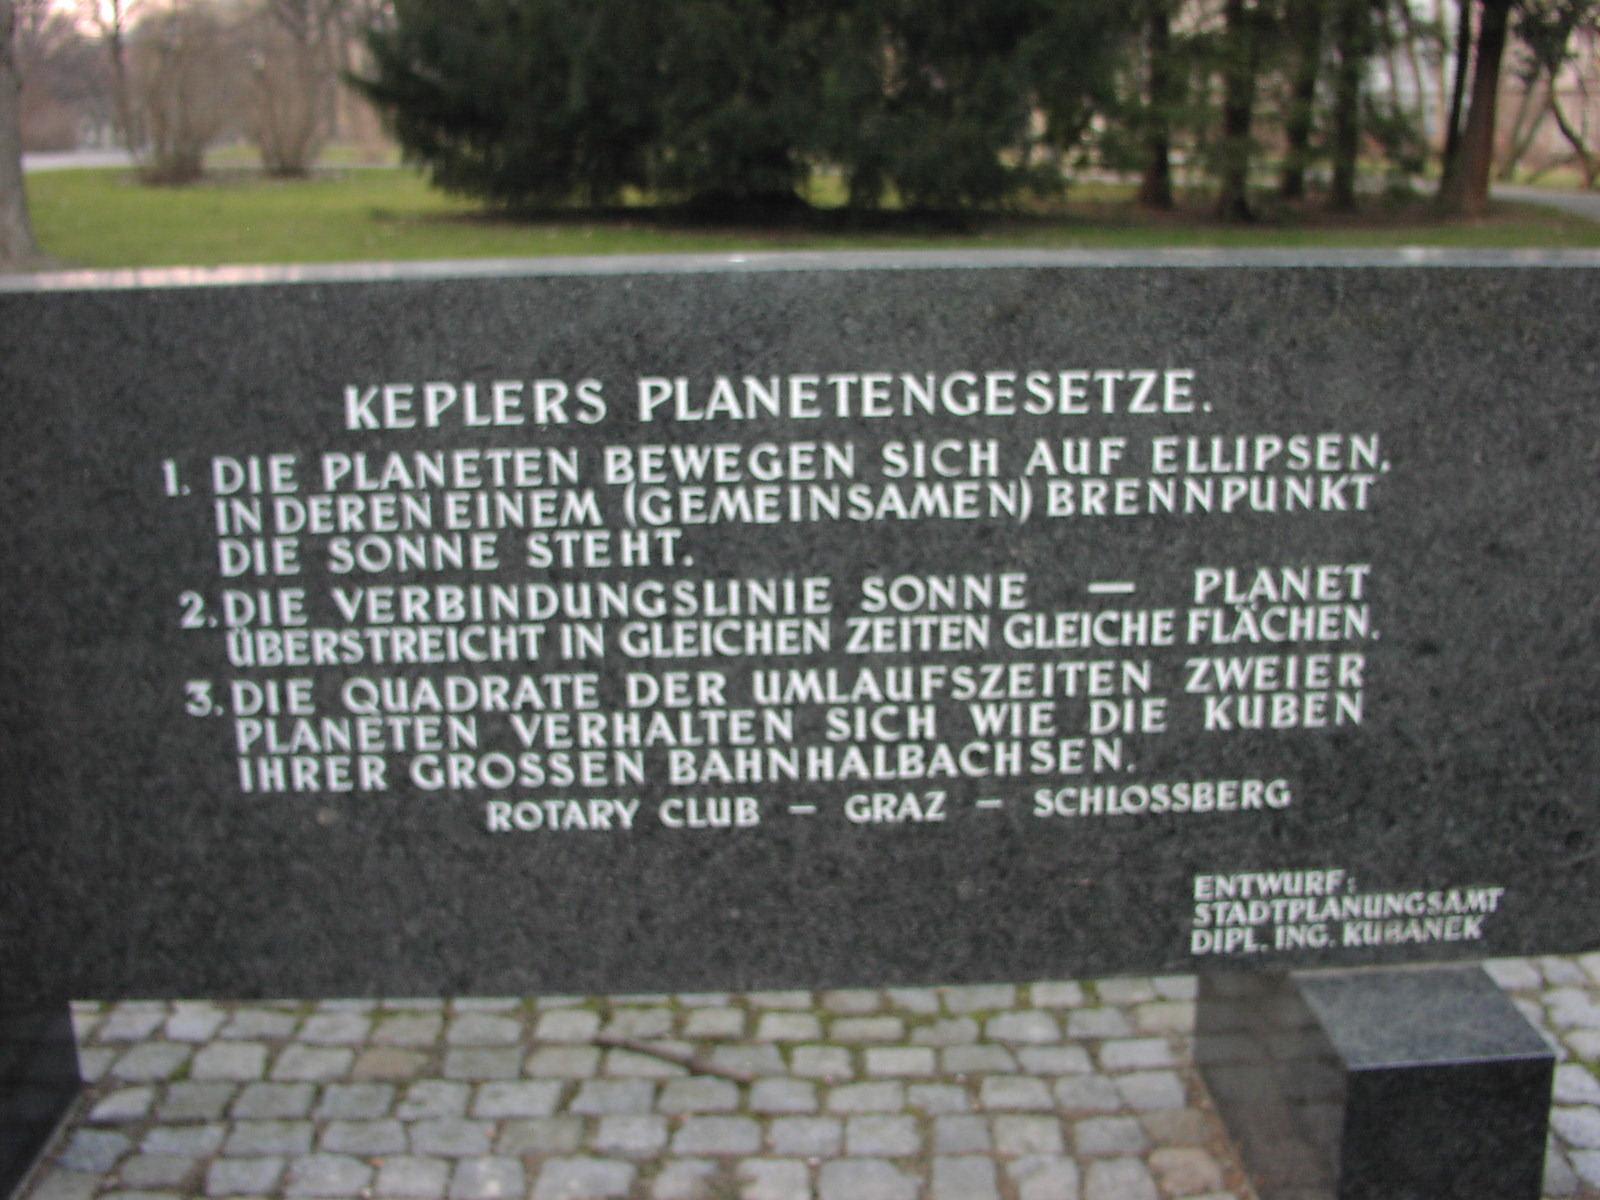 KEPLERS PLANETENGESETZE.
1. DIE PLANETEN BEWEGEN SICH AUF ELLIPSEN,
IN DEREN EINEM (GEMEINSAMEN) BRENNPUNKT
DIE SONNE STEHT.
2. DIE VERBINDUNGSLINIE SONNE — PLANET
ÜBERSTREICHT IN GLEICHEN ZEITEN GLEICHE FLÄCHEN.
3. DIE QUADRATE DER UMLAUFSZEITEN ZWEIER
PLANETEN VERHALTEN SICH WIE DIE KUBEN
IHRER GROSSEN BAHNHALBACHSEN.
ROTARY CLUB – GRAZ – SCHLOSSBERG
ENTWURF:
STADTPLANUNGSAMT
DIPL. ING. KUBANEK